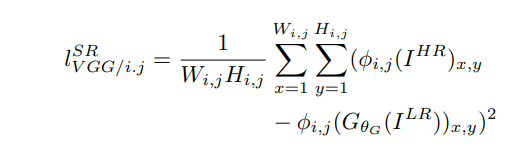 l^{SR}_{VGG/i.j} = \frac{1}{W_{i,j}H_{i,j}} \sum_{x=1}^{W_{i,j}} \sum_{y=1}^{H_{i,j}} (\phi_{i,j}(I^{HR})_{x,y}
- \phi_{i,j}(G_{\theta_G}(I^{LR}))_{x,y})^2